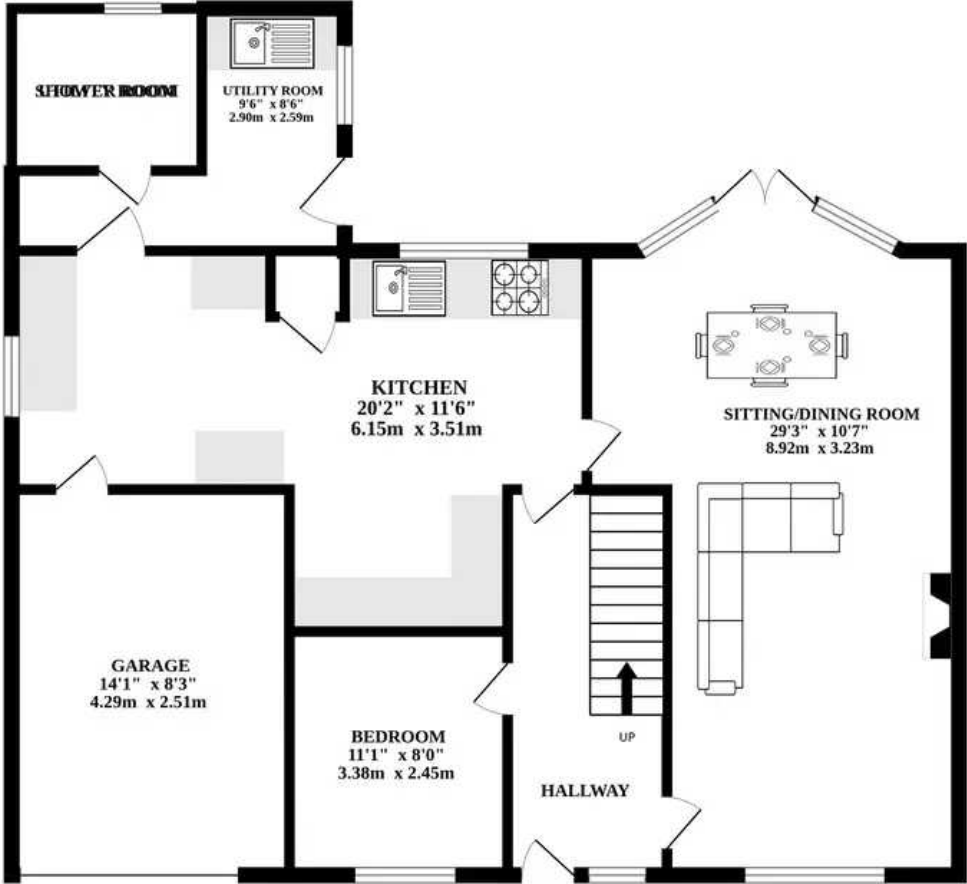 UTILITY ROOM
9'6" x 8'6"
2.90m x 2.59m
KITCHEN
20'2" x 11'6"
6.15m x 3.51m
SITTING/DINING ROOM
29'3" x 10'7"
8.92m x 3.23m
GARAGE
14'1" x 8'3"
4.29m x 2.51m
BEDROOM
11'1" x 8'0"
3.38m x 2.45m
UP
HALLWAY